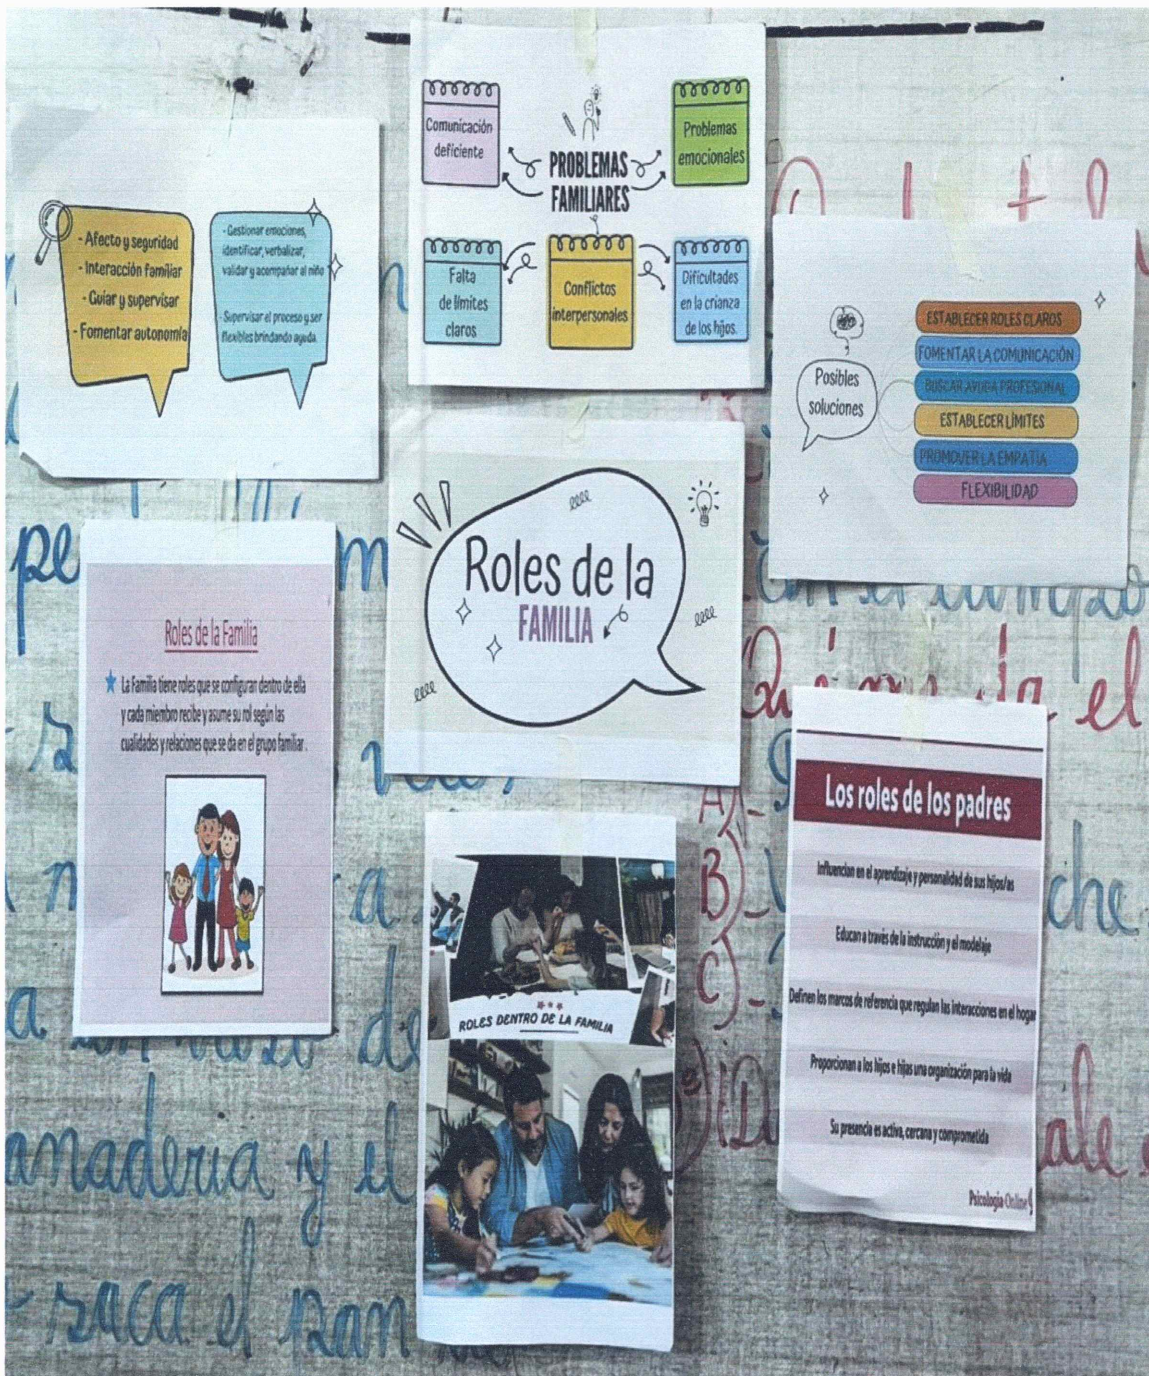 Comunicación
deficiente
PROBLEMAS
FAMILIARES
Problemas
emocionales
Falta
de límites
claros
Conflictos
interpersonales
Dificultades
en la crianza
de los hijos.
- Afecto y seguridad
- Interacción familiar
- Guiar y supervisar
- Fomentar autonomía
- Gestionar emociones,
identificar, verbalizar,
validar y acompañar al niño
- Supervisar el proceso y ser
flexibles brindando ayuda.
Posibles
soluciones
ESTABLECER ROLES CLAROS
FOMENTAR LA COMUNICACIÓN
BUSCAR AYUDA PROFESIONAL
ESTABLECER LÍMITES
PROMOVER LA EMPATÍA
FLEXIBILIDAD
Roles de la
FAMILIA
Roles de la Familia
La Familia tiene roles que se configuran dentro de ella
y cada miembro recibe y asume su rol según las
cualidades y relaciones que se da en el grupo familiar.
ROLES DENTRO DE LA FAMILIA
Los roles de los padres
Influencian en el aprendizaje y personalidad de sus hijos/as
Educan a través de la instrucción y el modelaje
Definen los marcos de referencia que regulan las interacciones en el hogar
Proporcionan a los hijos e hijas una organización para la vida
Su presencia es activa, cercana y comprometida
Psicología-Online
el
A)-
B)-
C)-
y el
saca el pan